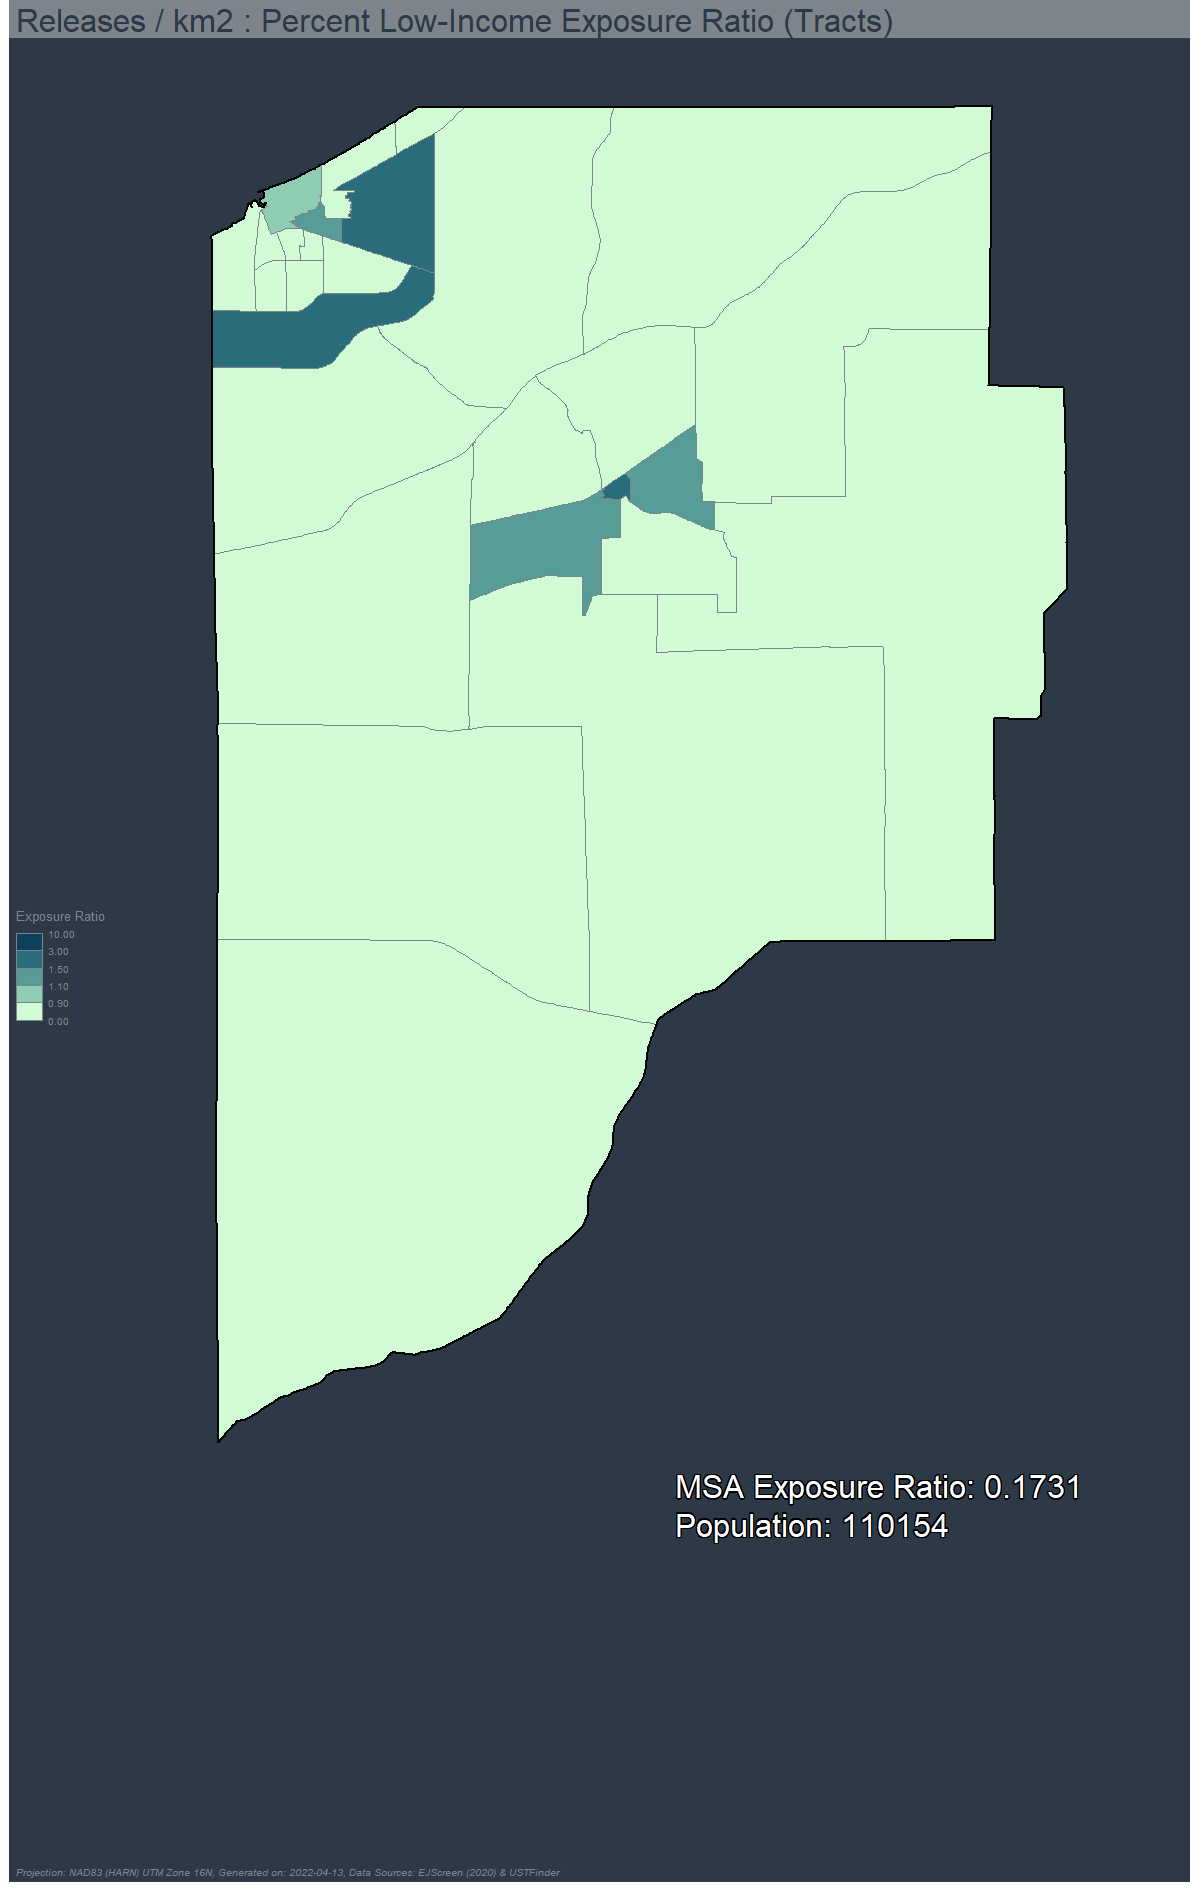 Releases / km2 : Percent Low-Income Exposure Ratio (Tracts)
Exposure Ratio
10.00
3.00
1.50
1.10
0.90
0.00
MSA Exposure Ratio: 0.1731
Population: 110154
Projection: NAD83 (HARN) UTM Zone 16N, Generated on: 2022-04-13, Data Sources: EJScreen (2020) & USTFinder